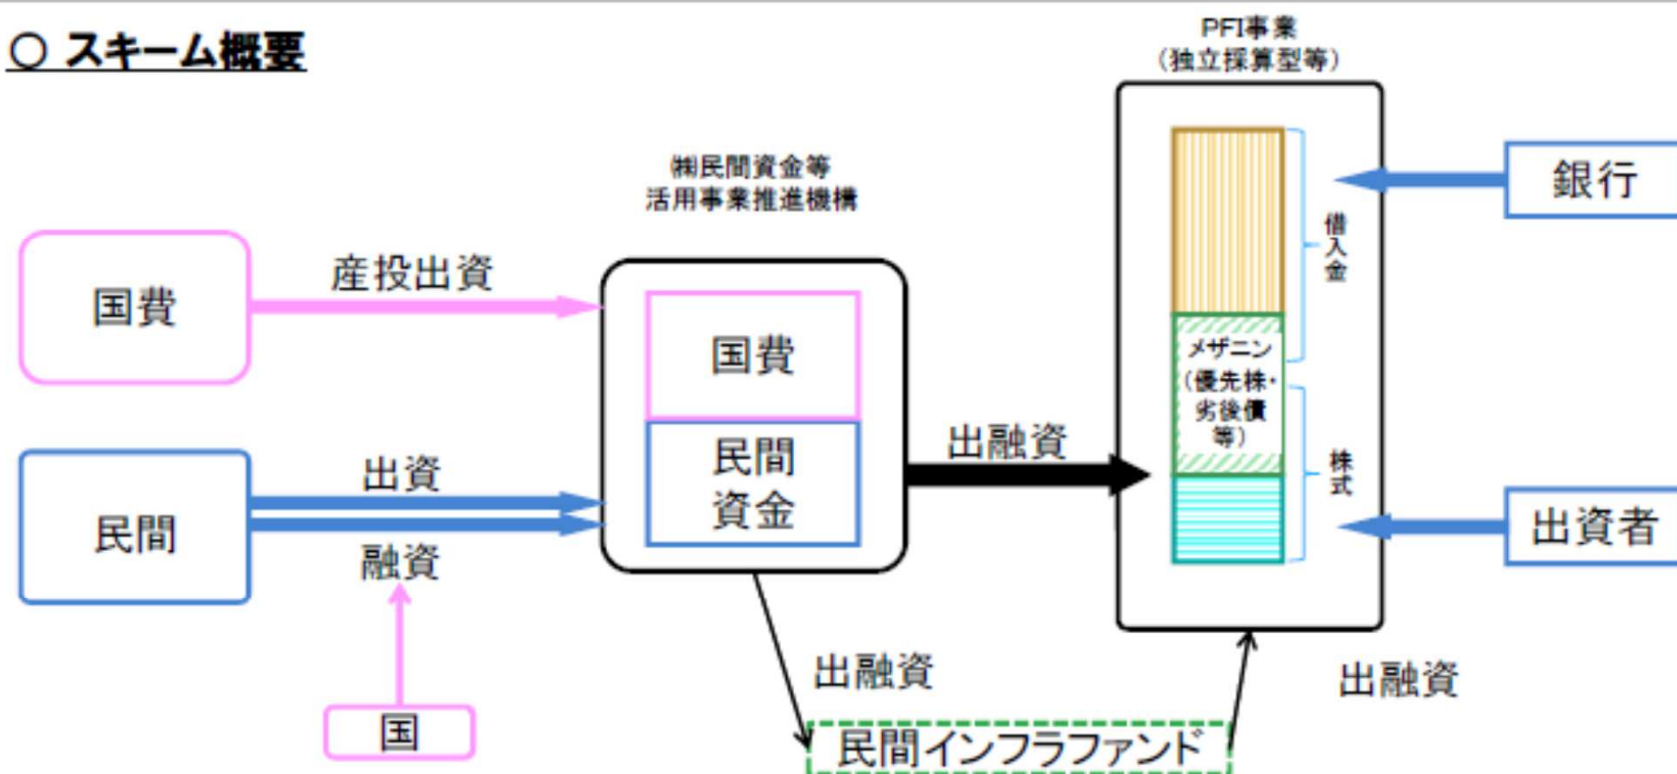 ○ スキーム概要
PFI事業
（独立採算型等）
㈱民間資金等
活用事業推進機構
国費
産投出資
国費
民間
資金
民間
出資
融資
国
出融資
メザニン
（優先株・
劣後債
等）
借入金
株式
銀行
出資者
出融資
民間インフラファンド
出融資